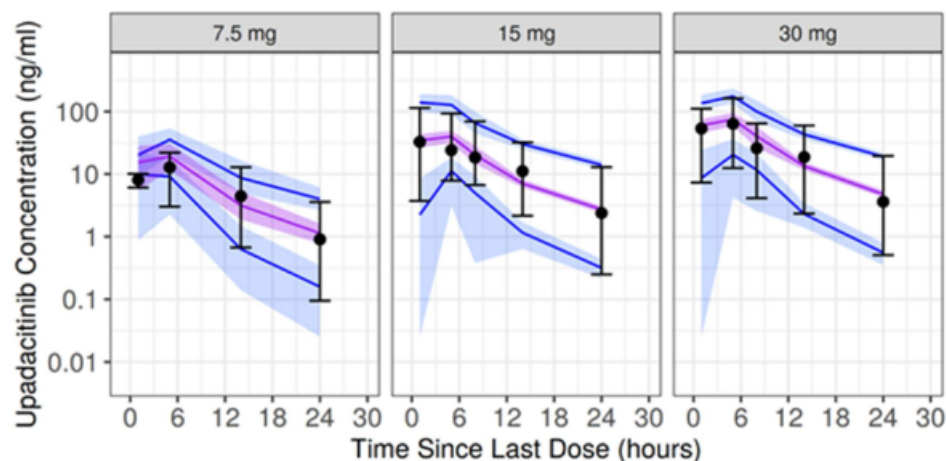 7.5 mg 15 mg 30 mg
Upadacitinib Concentration (ng/ml)
100
10
1
0.1
0.01
0 6 12 18 24 30 0 6 12 18 24 30 0 6 12 18 24 30
Time Since Last Dose (hours)